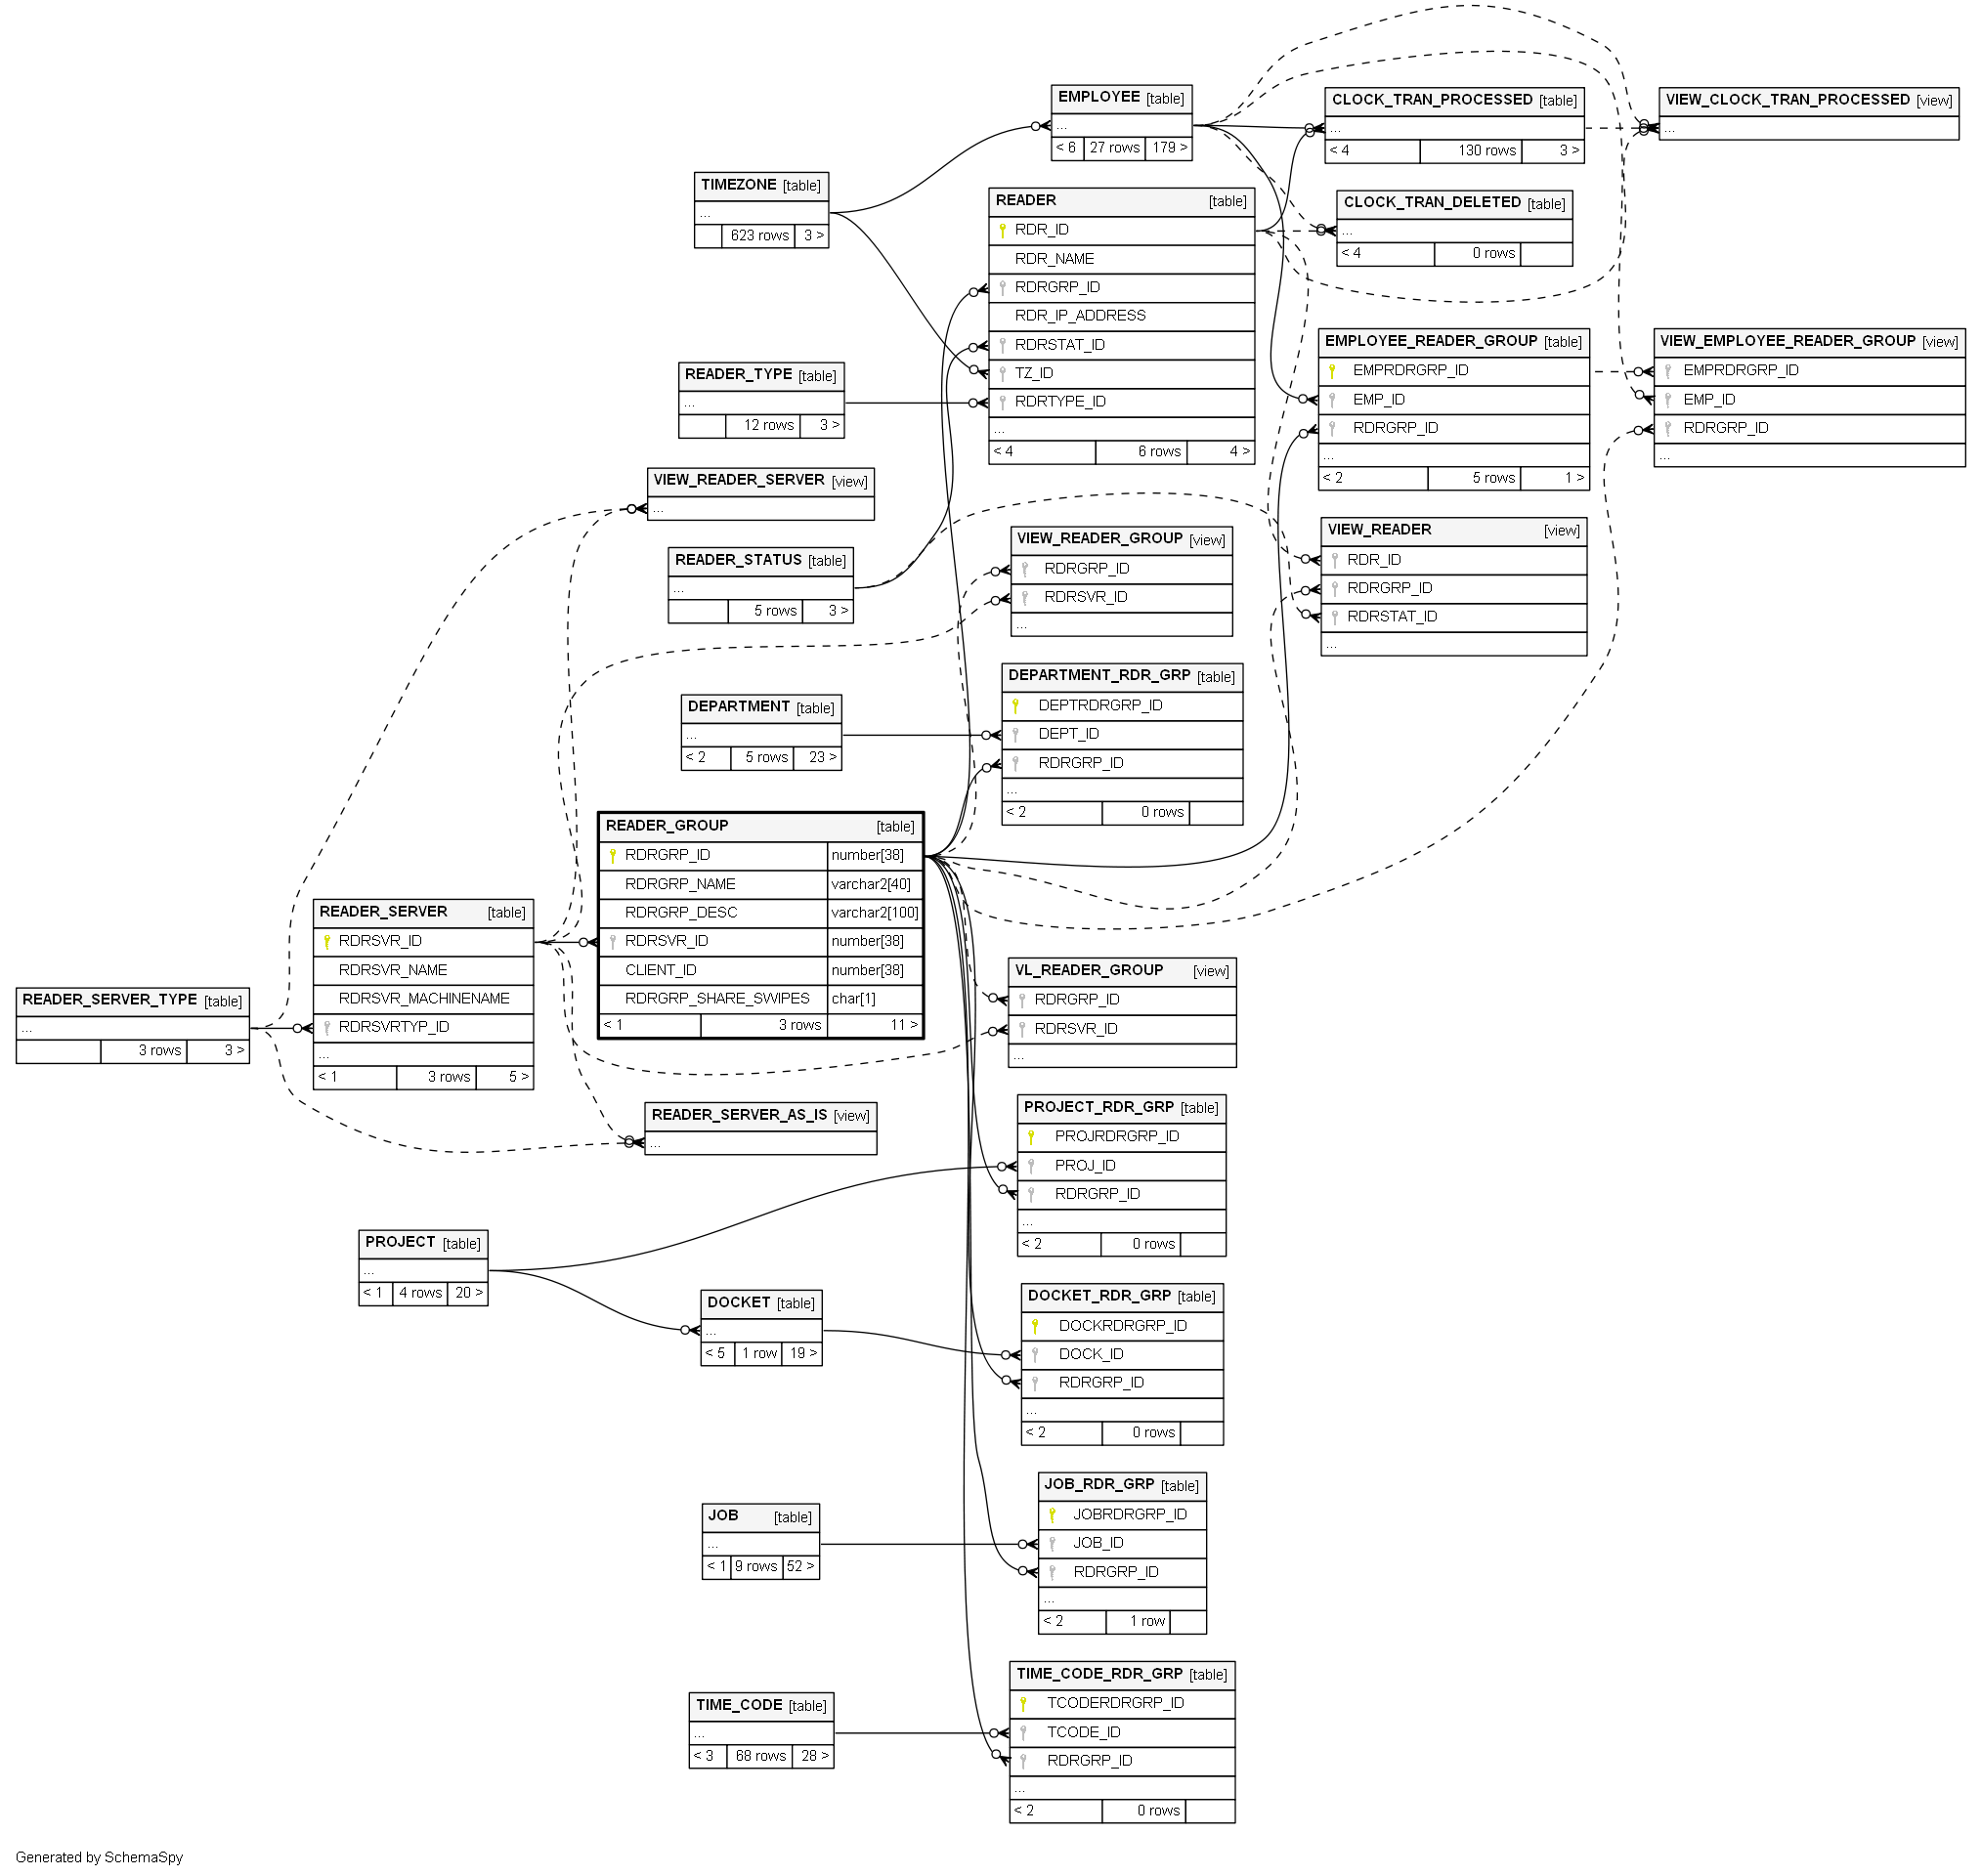 EMPLOYEE [table]
...
< 6 27 rows 179 >
CLOCK_TRAN_PROCESSED [table]
...
< 4 130 rows 3 >
VIEW_CLOCK_TRAN_PROCESSED [view]
...
TIMEZONE [table]
...
623 rows 3 >
READER [table]
RDR_ID
RDR_NAME
RDRGRP_ID
RDR_IP_ADDRESS
RDRSTAT_ID
TZ_ID
RDRTYPE_ID
...
< 4 6 rows 4 >
CLOCK_TRAN_DELETED [table]
...
< 4 0 rows
EMPLOYEE_READER_GROUP [table]
EMPRDRGRP_ID
EMP_ID
RDRGRP_ID
...
< 2 5 rows 1 >
VIEW_EMPLOYEE_READER_GROUP [view]
EMPRDRGRP_ID
EMP_ID
RDRGRP_ID
...
READER_TYPE [table]
...
12 rows 3 >
VIEW_READER_SERVER [view]
...
READER_STATUS [table]
...
5 rows 3 >
VIEW_READER_GROUP [view]
RDRGRP_ID
RDRSVR_ID
...
VIEW_READER [view]
RDR_ID
RDRGRP_ID
RDRSTAT_ID
...
DEPARTMENT [table]
...
< 2 5 rows 23 >
DEPARTMENT_RDR_GRP [table]
DEPTRDRGRP_ID
DEPT_ID
RDRGRP_ID
...
< 2 0 rows
READER_GROUP [table]
RDRGRP_ID number[38]
RDRGRP_NAME varchar2[40]
RDRGRP_DESC varchar2[100]
RDRSVR_ID number[38]
CLIENT_ID number[38]
RDRGRP_SHARE_SWIPES char[1]
< 1 3 rows 11 >
READER_SERVER [table]
RDRSVR_ID
RDRSVR_NAME
RDRSVR_MACHINENAME
RDRSVRTYP_ID
...
< 1 3 rows 5 >
READER_SERVER_TYPE [table]
...
3 rows 3 >
VL_READER_GROUP [view]
RDRGRP_ID
RDRSVR_ID
...
READER_SERVER_AS_IS [view]
...
PROJECT_RDR_GRP [table]
PROJRDRGRP_ID
PROJ_ID
RDRGRP_ID
...
< 2 0 rows
PROJECT [table]
...
< 1 4 rows 20 >
DOCKET [table]
...
< 5 1 row 19 >
DOCKET_RDR_GRP [table]
DOCKRDRGRP_ID
DOCK_ID
RDRGRP_ID
...
< 2 0 rows
JOB [table]
...
< 1 9 rows 52 >
JOB_RDR_GRP [table]
JOBRDRGRP_ID
JOB_ID
RDRGRP_ID
...
< 2 1 row
TIME_CODE [table]
...
< 3 68 rows 28 >
TIME_CODE_RDR_GRP [table]
TCODERDRGRP_ID
TCODE_ID
RDRGRP_ID
...
< 2 0 rows
Generated by SchemaSpy